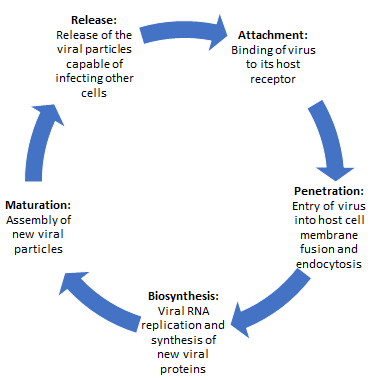 Release:
Release of the
viral particles
capable of
infecting other
cells
Attachment:
Binding of virus
to its host
receptor
Penetration:
Entry of virus
into host cell
membrane
fusion and
endocytosis
Biosynthesis:
Viral RNA
replication and
synthesis of
new viral
proteins
Maturation:
Assembly of
new viral
particles